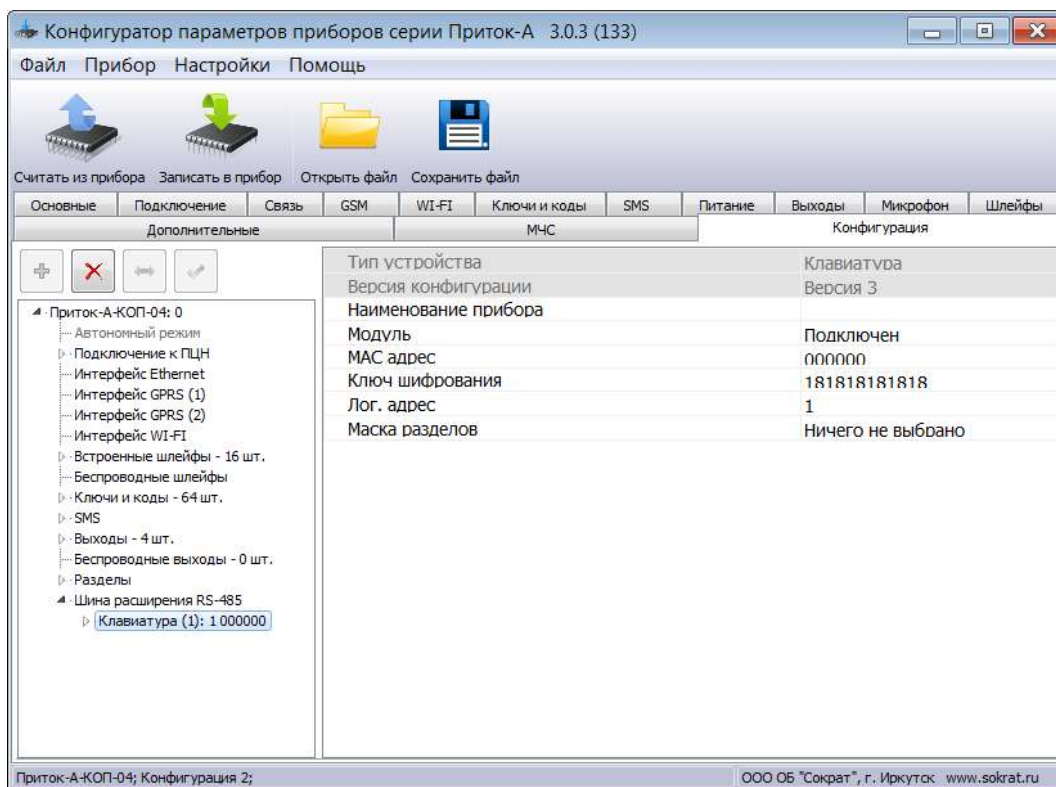 Конфигуратор параметров приборов серии Приток-А 3.0.3 (133)
Файл Прибор Настройки Помощь
Считать из прибора Записать в прибор Открыть файл Сохранить файл
Основные Подключение Связь GSM WI-FI Ключи и коды SMS Питание Выходы Микрофон Шлейфы
Дополнительные МЧС Конфигурация
Приток-А-КОП-04: 0
Автономный режим
Подключение к ПЦН
Интерфейс Ethernet
Интерфейс GPRS (1)
Интерфейс GPRS (2)
Интерфейс WI-FI
Встроенные шлейфы - 16 шт.
Беспроводные шлейфы
Ключи и коды - 64 шт.
SMS
Выходы - 4 шт.
Беспроводные выходы - 0 шт.
Разделы
Шина расширения RS-485
Клавиатура (1): 1 000000
Тип устройства Клавиатура
Версия конфигурации Версия 3
Наименование прибора
Модуль Подключен
MAC адрес 000000
Ключ шифрования 181818181818
Лог. адрес 1
Маска разделов Ничего не выбрано
Приток-А-КОП-04; Конфигурация 2; ООО ОБ "Сократ", г. Иркутск www.sokrat.ru